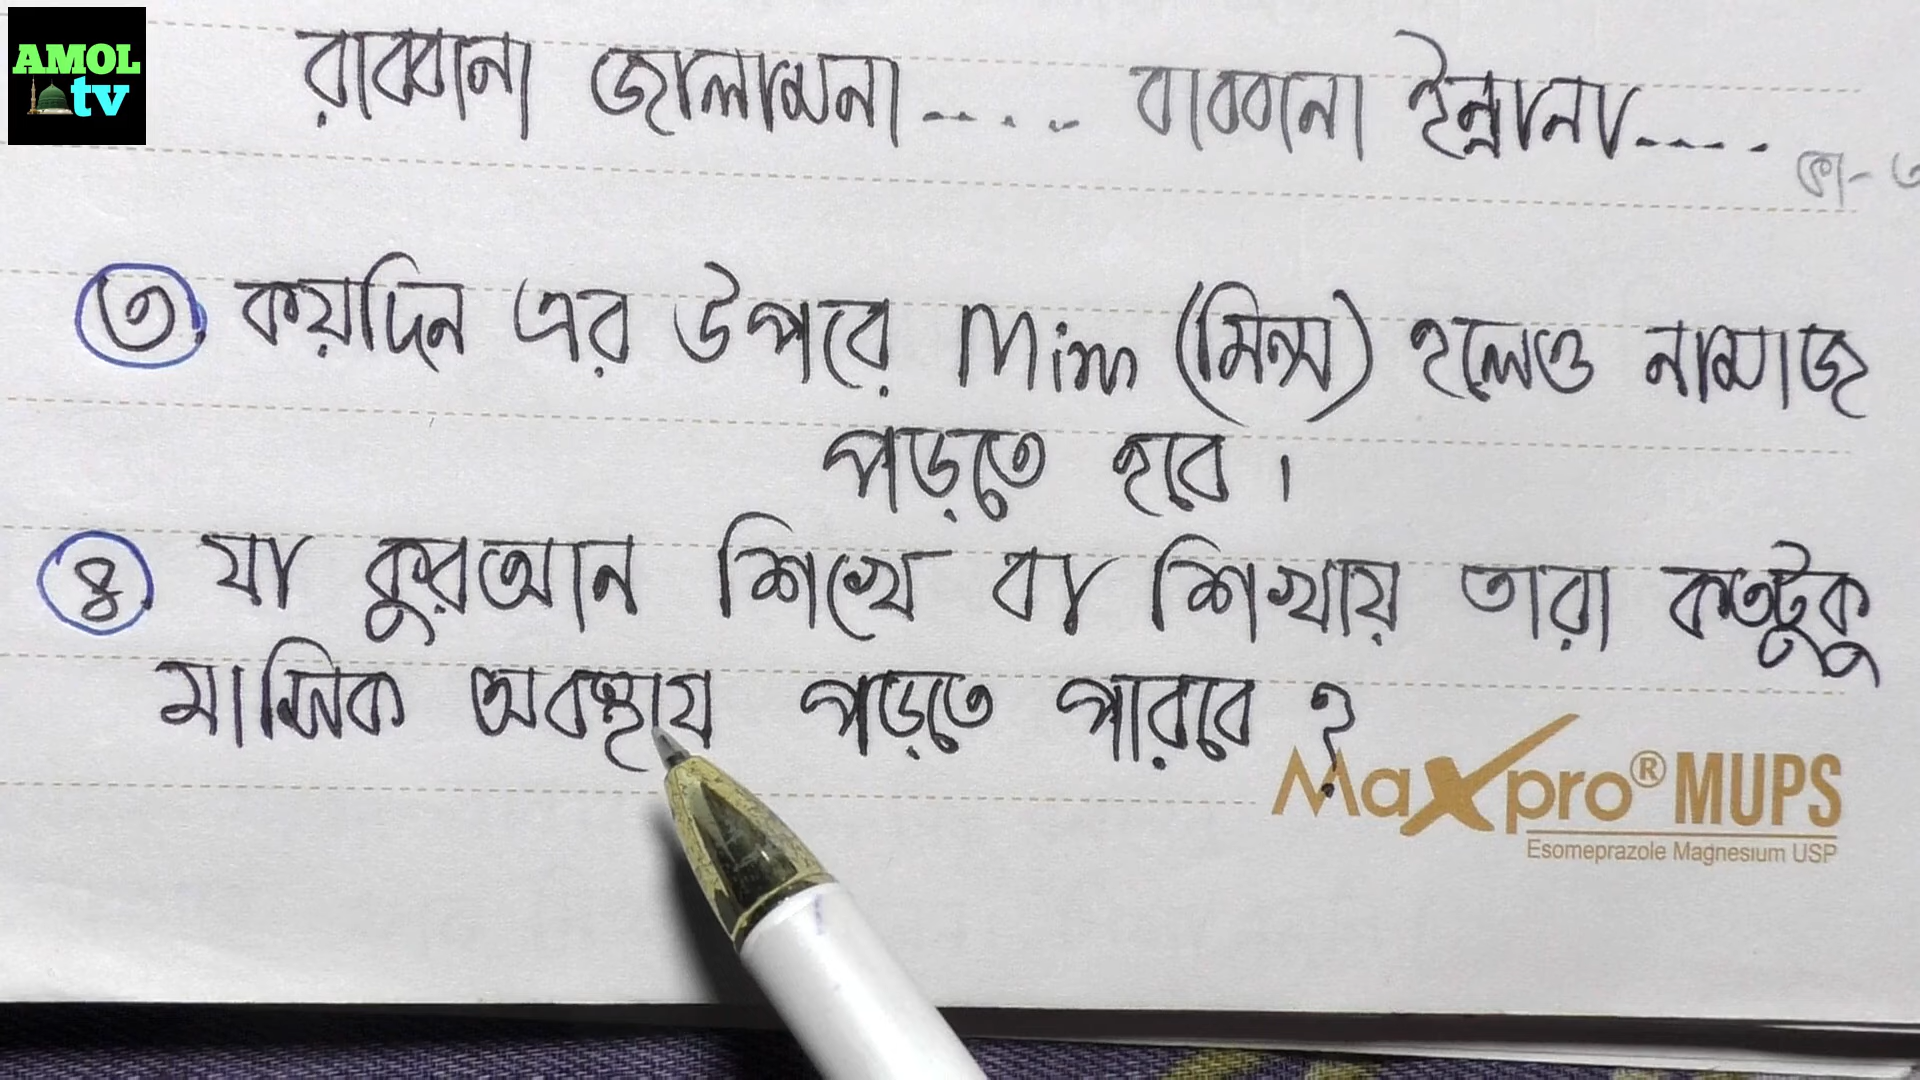 AMOL
tv
রাব্বানা জালামনা..... রাব্বানা ইন্নানা.....
৩. কয়দিন এর উপরে Mim (মিন্স) হলেও নামাজ
পড়তে হবে।
৪. যা কুরআন শিখে বা শিখায় তারা কতটুকু
মাসিক অবস্থায় পড়তে পারবে ?
Maxpro® MUPS
Esomeprazole Magnesium USP